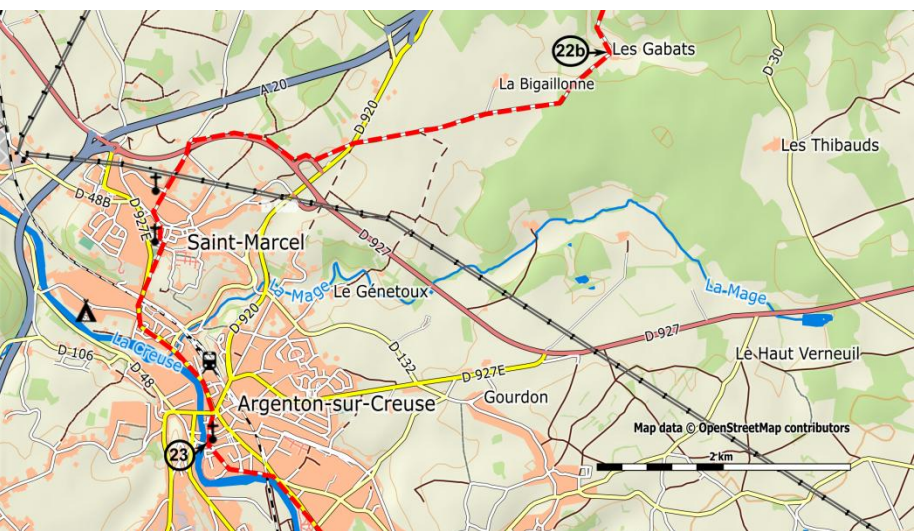 22b
Les Gabats
D 30
La Bigaillonne
A 20
D 920
Les Thibauds
D 48B
D 927E
Saint-Marcel
D 927
La Mage
Le Génetoux
La Mage
D 920
La Creuse
D 927
D 106
D 48
D 132
Le Haut Verneuil
D 927E
Gourdon
Argenton-sur-Creuse
Map data © OpenStreetMap contributors
23
2 km